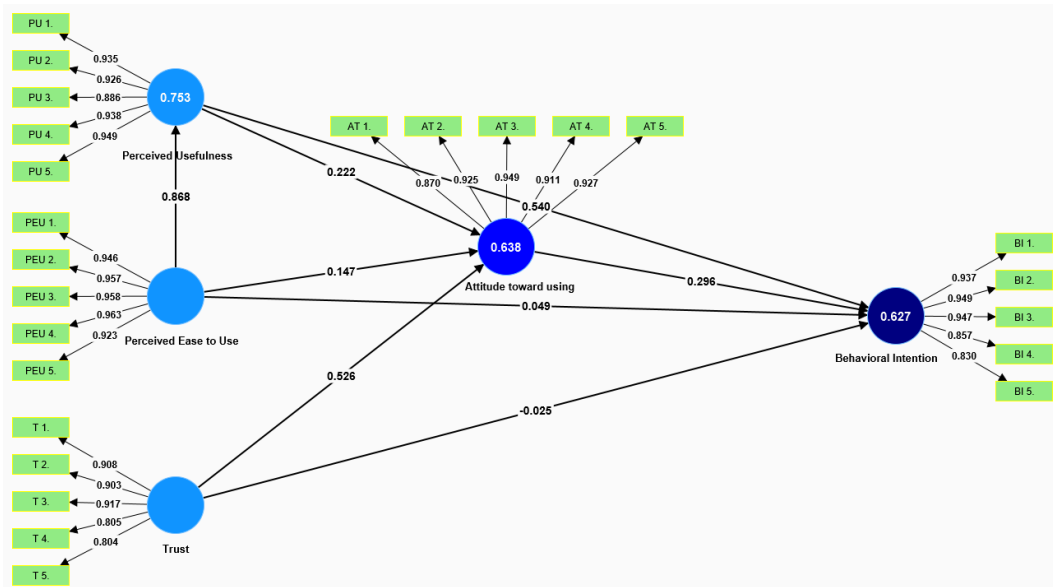 PU 1.
PU 2.
PU 3.
PU 4.
PU 5.
0.935
0.926
0.886
0.938
0.949
0.753
Perceived Usefulness
0.868
PEU 1.
PEU 2.
PEU 3.
PEU 4.
PEU 5.
0.946
0.957
0.958
0.963
0.923
Perceived Ease to Use
T 1.
T 2.
T 3.
T 4.
T 5.
0.908
0.903
0.917
0.805
0.804
Trust
AT 1.
AT 2.
AT 3.
AT 4.
AT 5.
0.870
0.925
0.949
0.911
0.927
0.222
0.540
0.638
Attitude toward using
0.147
0.296
0.049
0.526
-0.025
0.627
Behavioral Intention
0.937
0.949
0.947
0.857
0.830
BI 1.
BI 2.
BI 3.
BI 4.
BI 5.